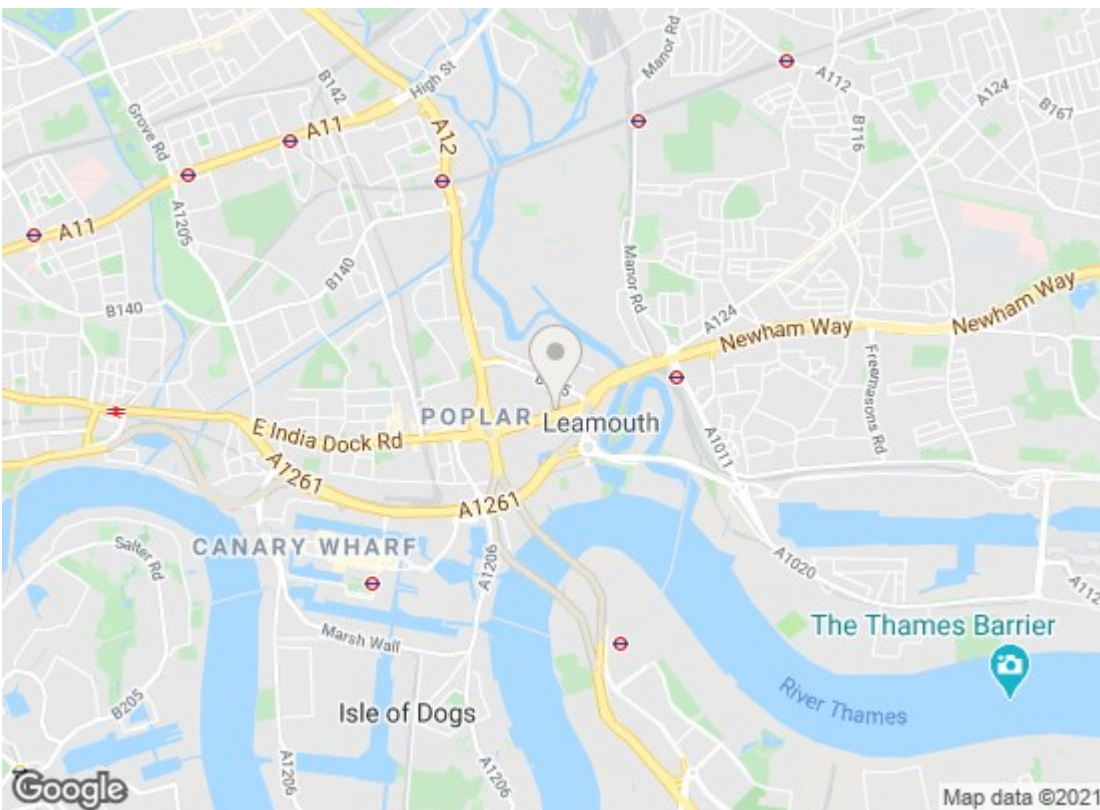 Manor Rd
A112
A124
B167
B142
High St
Grove Rd
A11
A12
B116
A11
A1205
Manor Rd
B140
B140
A124
Newham Way
Newham Way
Freemasons Rd
POPLAR
Leamouth
E India Dock Rd
A1261
A1011
A1261
CANARY WHARF
Salter Rd
A1206
A1020
A112
Marsh Wall
The Thames Barrier
B205
Isle of Dogs
River Thames
A1206
A1206
Google
Map data ©2021